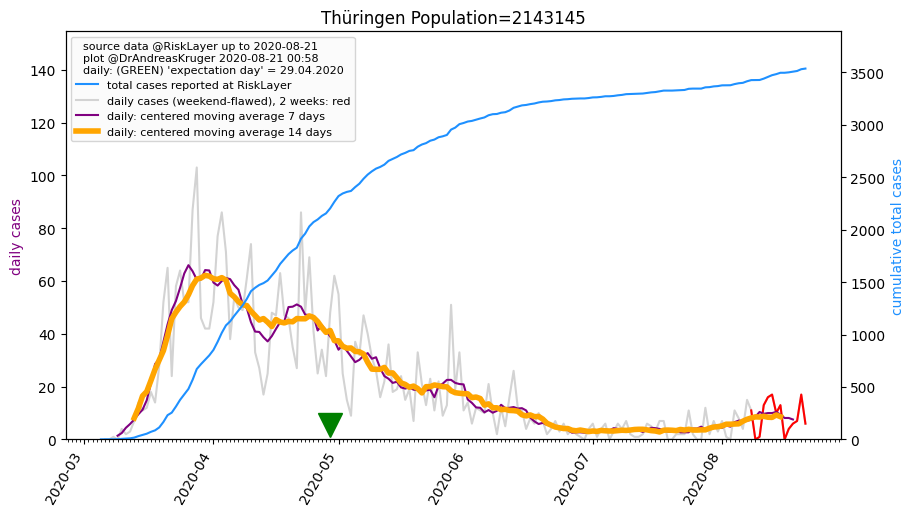 Thüringen Population=2143145
source data @RiskLayer up to 2020-08-21
plot @DrAndreasKruger 2020-08-21 00:58
daily: (GREEN) 'expectation day' = 29.04.2020
total cases reported at RiskLayer
daily cases (weekend-flawed), 2 weeks: red
daily: centered moving average 7 days
daily: centered moving average 14 days
daily cases
140
120
100
80
60
40
20
0
cumulative total cases
3500
3000
2500
2000
1500
1000
500
0
2020-03
2020-04
2020-05
2020-06
2020-07
2020-08